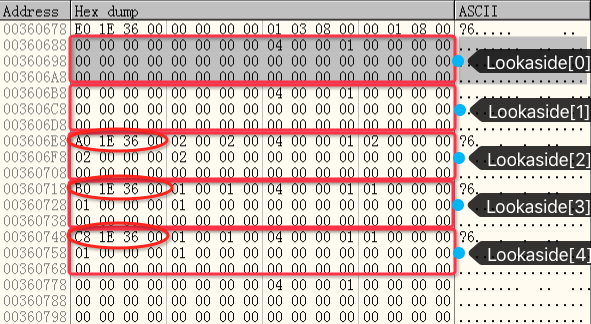 Address Hex dump ASCII
00360678 E0 1E 36 00 00 00 00 00 01 03 08 00 00 01 08 00 ?6..... .. ..
00360688 00 00 00 00 00 00 00 00 04 00 00 01 00 00 00 00
00360698 00 00 00 00 00 00 00 00 00 00 00 00 00 00 00 00 Lookaside[0]
003606A8 00 00 00 00 00 00 00 00 00 00 00 00 00 00 00 00
003606B8 00 00 00 00 00 00 00 00 04 00 00 01 00 00 00 00
003606C8 00 00 00 00 00 00 00 00 00 00 00 00 00 00 00 00 Lookaside[1]
003606D8 00 00 00 00 00 00 00 00 00 00 00 00 00 00 00 00
003606E8 1E 36 00 02 00 02 00 04 00 00 01 02 00 00 00 ?6
003606F8 02 00 00 00 02 00 00 00 00 00 00 00 00 00 00 00 Lookaside[2]
00360708 00 00 00 00 00 00 00 00 00 00 00 00 00 00 00 00
00360718 B0 1E 36 00 01 00 01 00 04 00 00 01 01 00 00 00 ?6
00360728 01 00 00 00 01 00 00 00 00 00 00 00 00 00 00 00 Lookaside[3]
00360738 00 00 00 00 00 00 00 00 00 00 00 00 00 00 00 00
00360748 C8 1E 36 00 01 00 01 00 04 00 00 01 01 00 00 00 ?6
00360758 01 00 00 00 01 00 00 00 00 00 00 00 00 00 00 00 Lookaside[4]
00360768 00 00 00 00 00 00 00 00 00 00 00 00 00 00 00 00
00360778 00 00 00 00 00 00 00 00 04 00 00 01 00 00 00 00
00360788 00 00 00 00 00 00 00 00 00 00 00 00 00 00 00 00 ................
00360798 00 00 00 00 00 00 00 00 00 00 00 00 00 00 00 00 ................